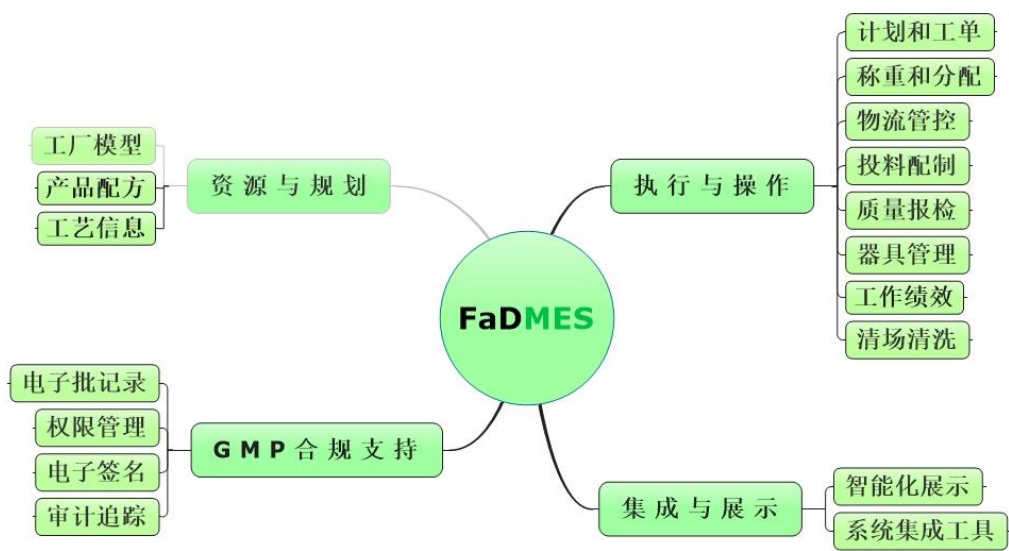 工厂模型
产品配方
工艺信息
资源与规划
执行与操作
计划和工单
称重和分配
物流管控
投料配制
质量报检
器具管理
工作绩效
清场清洗
FaDMES
电子批记录
权限管理
电子签名
审计追踪
GMP合规支持
集成与展示
智能化展示
系统集成工具